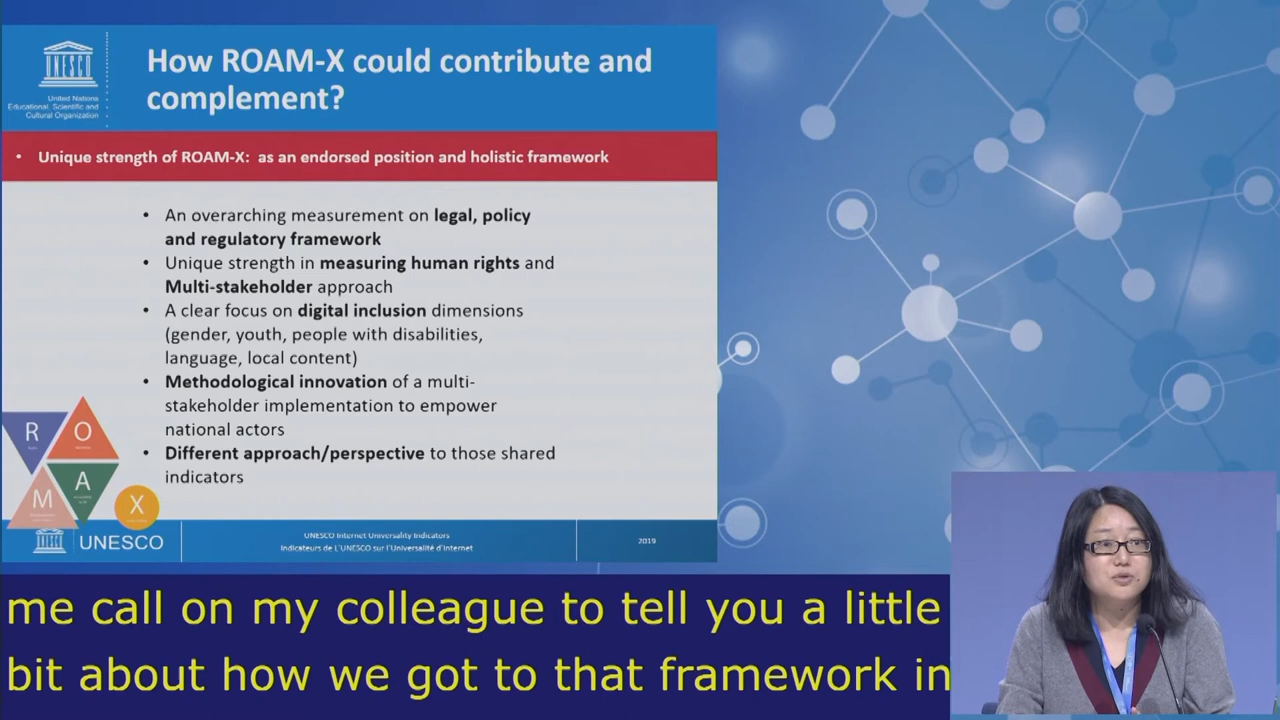 UNESCO
United Nations
Educational, Scientific and
Cultural Organization
How ROAM-X could contribute and
complement?
• Unique strength of ROAM-X: as an endorsed position and holistic framework
• An overarching measurement on legal, policy
and regulatory framework
• Unique strength in measuring human rights and
Multi-stakeholder approach
• A clear focus on digital inclusion dimensions
(gender, youth, people with disabilities,
language, local content)
• Methodological innovation of a multi-
stakeholder implementation to empower
national actors
• Different approach/perspective to those shared
indicators
R
O
A
M
X
UNESCO
UNESCO Internet Universality Indicators
Indicateurs de L'UNESCO sur l'Universalité d'Internet
2019
me call on my colleague to tell you a little
bit about how we got to that framework in